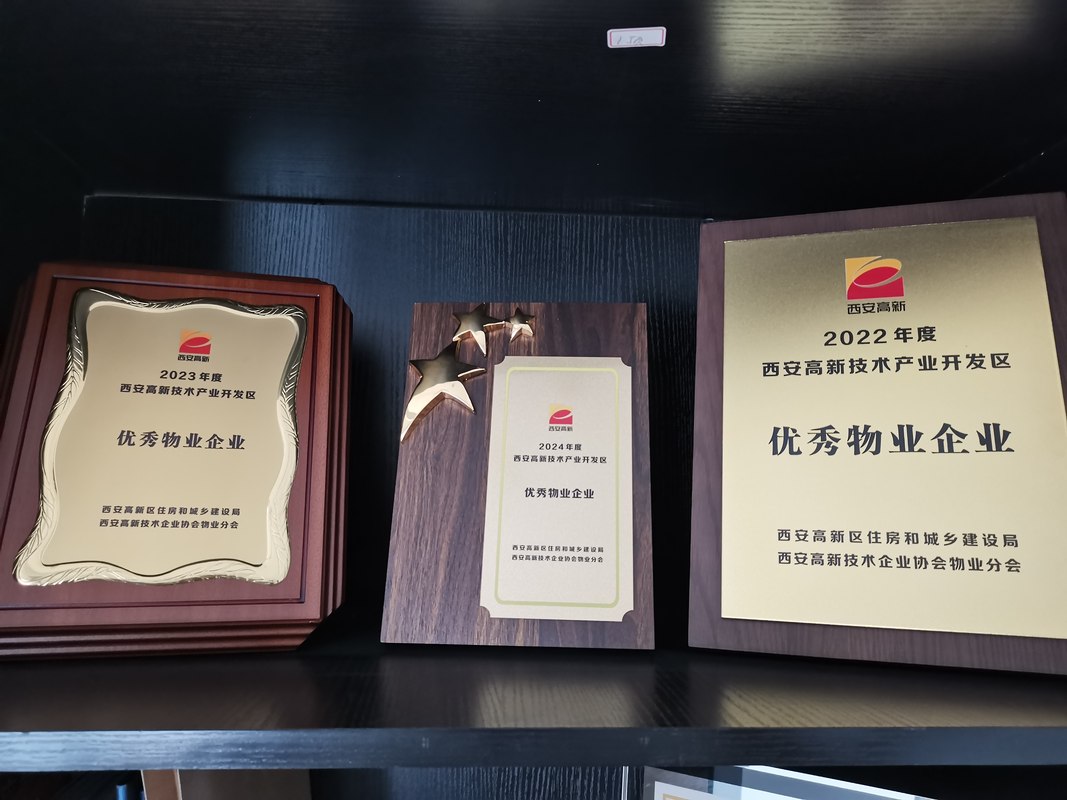 西安高新
2023年度
西安高新技术产业开发区
优秀物业企业
西安高新区住房和城乡建设局
西安高新技术企业协会物业分会
西安高新
2024年度
西安高新技术产业开发区
优秀物业企业
西安高新区住房和城乡建设局
西安高新技术企业协会物业分会
西安高新
2022年度
西安高新技术产业开发区
优秀物业企业
西安高新区住房和城乡建设局
西安高新技术企业协会物业分会